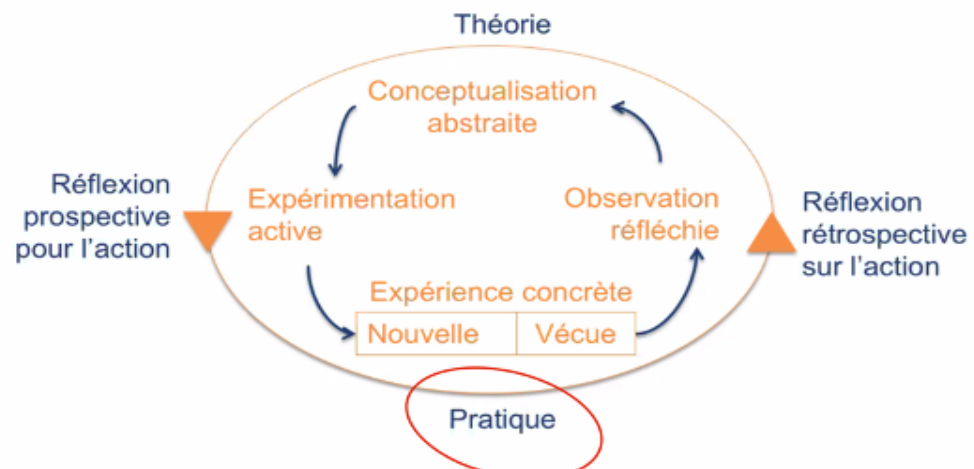 Théorie
Conceptualisation
abstraite
Réflexion
prospective
pour l'action
Expérimentation
active
Observation
réfléchie
Réflexion
rétrospective
sur l'action
Expérience concrète
Nouvelle
Vécue
Pratique